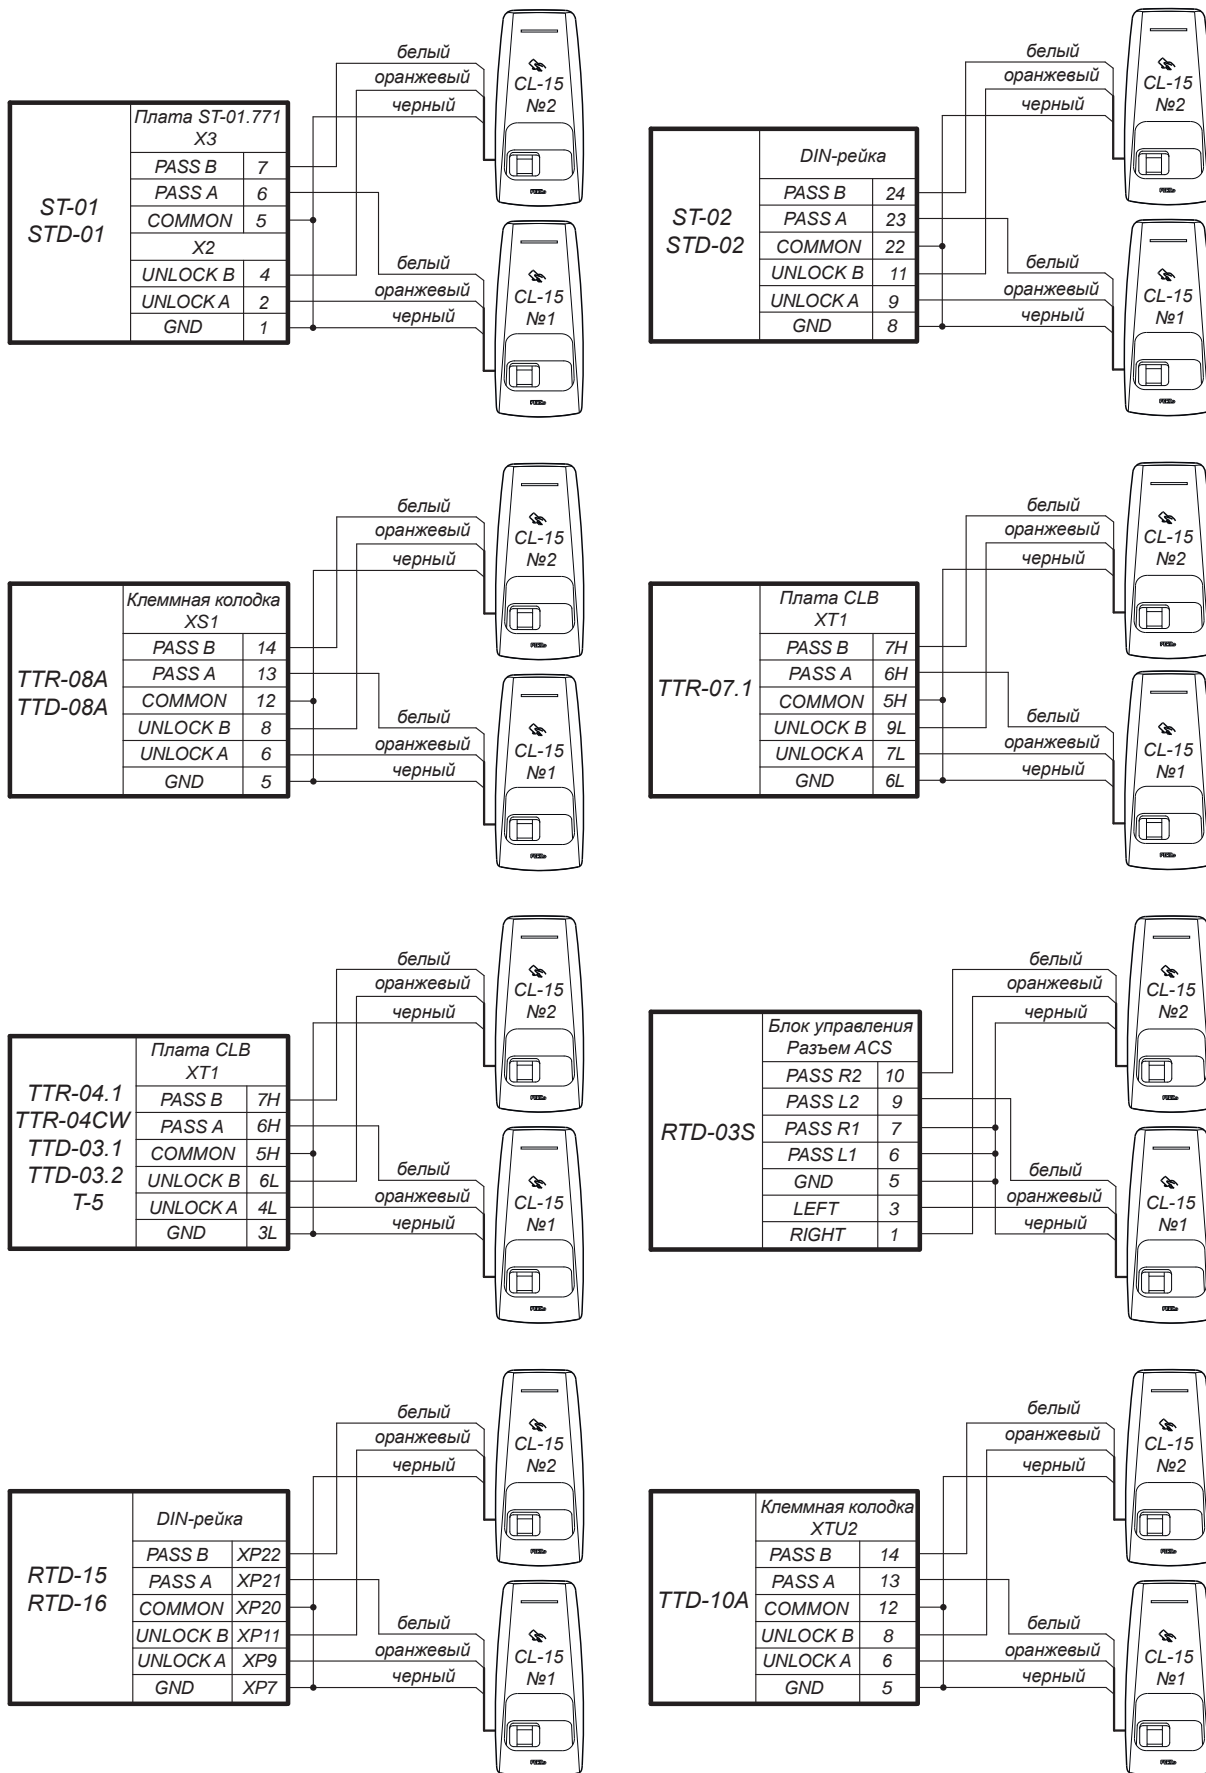 белый
оранжевый
черный
CL-15
№2
Плата ST-01.771
X3
PASS B 7
PASS A 6
COMMON 5
X2
UNLOCK B 4
UNLOCK A 2
GND 1
ST-01
STD-01
белый
оранжевый
черный
CL-15
№1
белый
оранжевый
черный
CL-15
№2
DIN-рейка
PASS B 24
PASS A 23
COMMON 22
UNLOCK B 11
UNLOCK A 9
GND 8
ST-02
STD-02
белый
оранжевый
черный
CL-15
№1
белый
оранжевый
черный
CL-15
№2
Клеммная колодка
XS1
PASS B 14
PASS A 13
COMMON 12
UNLOCK B 8
UNLOCK A 6
GND 5
TTR-08A
TTD-08A
белый
оранжевый
черный
CL-15
№1
белый
оранжевый
черный
CL-15
№2
Плата CLB
XT1
PASS B 7H
PASS A 6H
COMMON 5H
UNLOCK B 9L
UNLOCK A 7L
GND 6L
TTR-07.1
белый
оранжевый
черный
CL-15
№1
белый
оранжевый
черный
CL-15
№2
Плата CLB
XT1
PASS B 7H
PASS A 6H
COMMON 5H
UNLOCK B 6L
UNLOCK A 4L
GND 3L
TTR-04.1
TTR-04CW
TTD-03.1
TTD-03.2
T-5
белый
оранжевый
черный
CL-15
№1
белый
оранжевый
черный
CL-15
№2
Блок управления
Разъем ACS
PASS R2 10
PASS L2 9
PASS R1 7
PASS L1 6
GND 5
LEFT 3
RIGHT 1
RTD-03S
белый
оранжевый
черный
CL-15
№1
белый
оранжевый
черный
CL-15
№2
DIN-рейка
PASS B XP22
PASS A XP21
COMMON XP20
UNLOCK B XP11
UNLOCK A XP9
GND XP7
RTD-15
RTD-16
белый
оранжевый
черный
CL-15
№1
белый
оранжевый
черный
CL-15
№2
Клеммная колодка
XTU2
PASS B 14
PASS A 13
COMMON 12
UNLOCK B 8
UNLOCK A 6
GND 5
TTD-10A
белый
оранжевый
черный
CL-15
№1